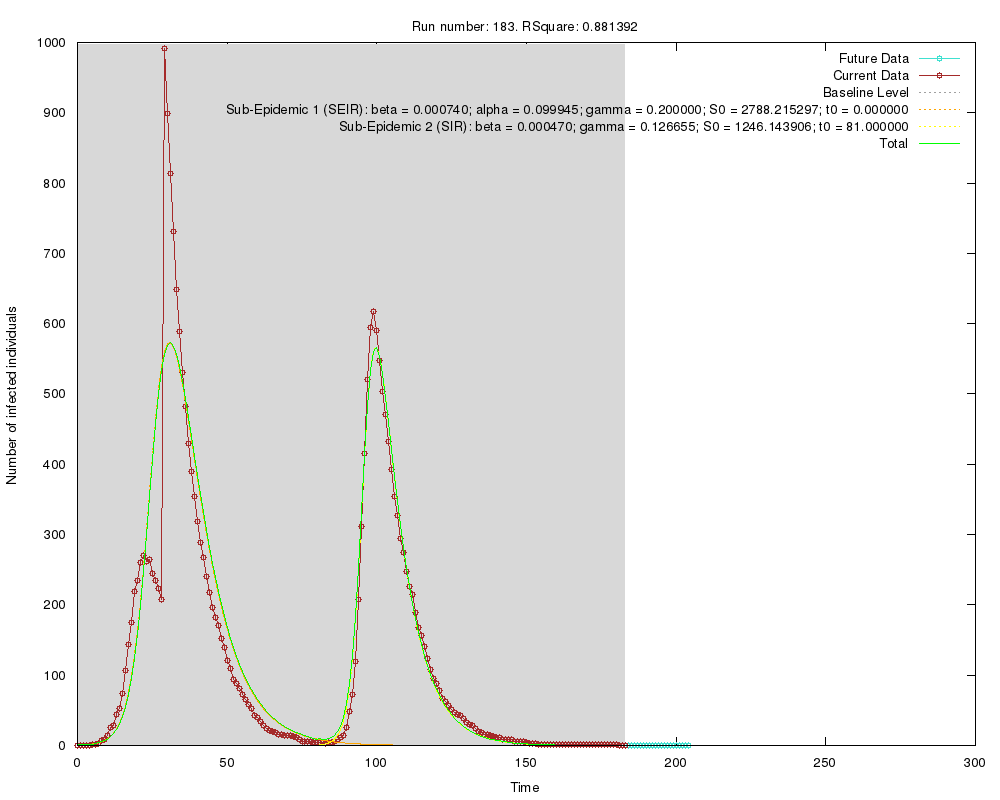 Run number: 183. RSquare: 0.881392
Future Data
Current Data
Baseline Level
Sub-Epidemic 1 (SEIR): beta = 0.000740; alpha = 0.099945; gamma = 0.200000; S0 = 2788.215297; t0 = 0.000000
Sub-Epidemic 2 (SIR): beta = 0.000470; gamma = 0.126655; S0 = 1246.143906; t0 = 81.000000
Total
Number of infected individuals
1000
900
800
700
600
500
400
300
200
100
0
0 50 100 150 200 250 300
Time